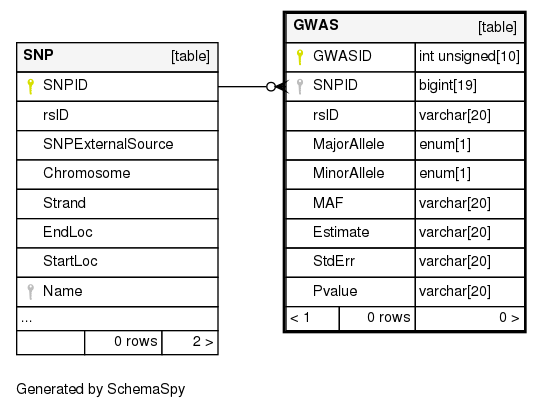 SNP [table]
SNPID
rsID
SNPExternalSource
Chromosome
Strand
EndLoc
StartLoc
Name
...
0 rows 2 >
GWAS [table]
GWASID int unsigned[10]
SNPID bigint[19]
rsID varchar[20]
MajorAllele enum[1]
MinorAllele enum[1]
MAF varchar[20]
Estimate varchar[20]
StdErr varchar[20]
Pvalue varchar[20]
< 1 0 rows 0 >
Generated by SchemaSpy